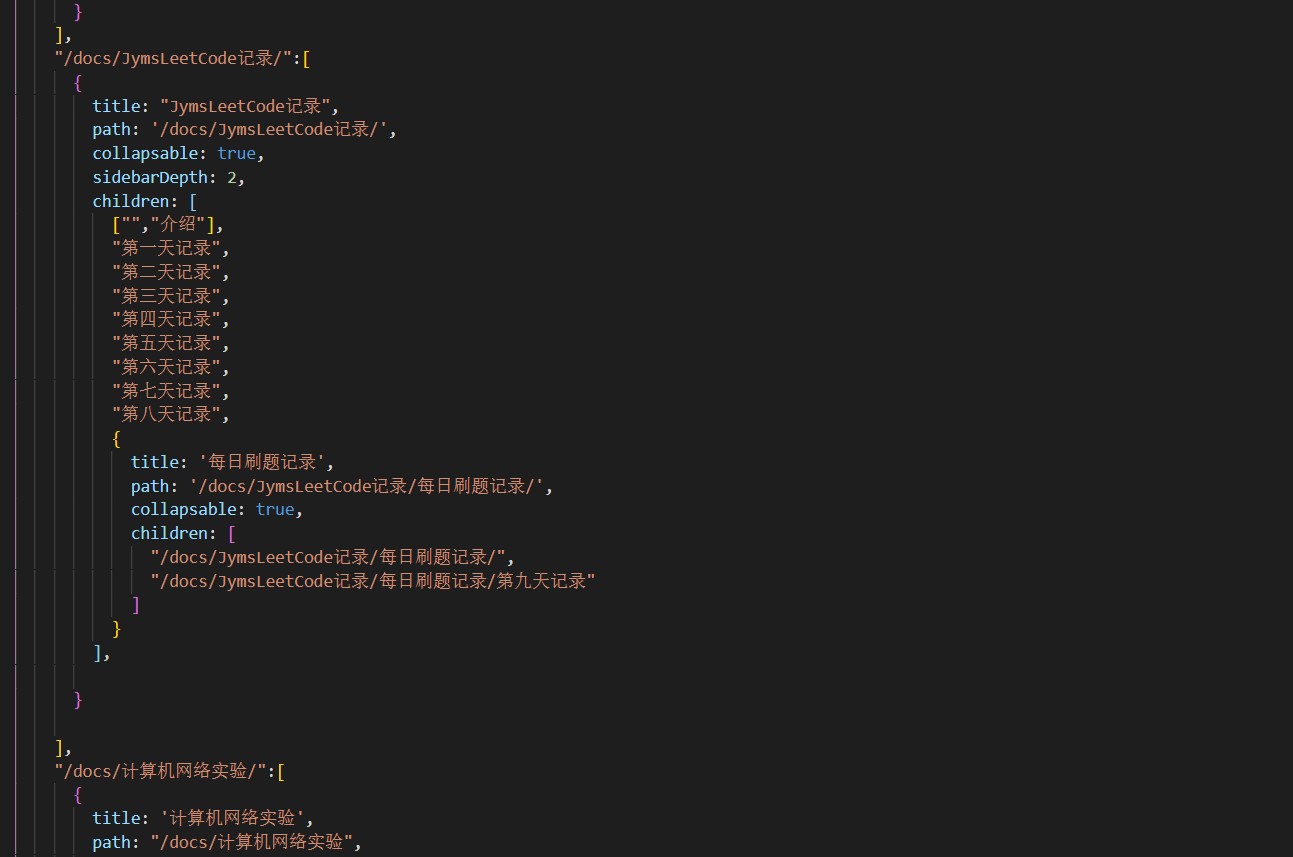 }
],
"/docs/JymsLeetCode记录/":[
{
title: "JymsLeetCode记录",
path: '/docs/JymsLeetCode记录/',
collapsable: true,
sidebarDepth: 2,
children: [
["","介绍"],
"第一天记录",
"第二天记录",
"第三天记录",
"第四天记录",
"第五天记录",
"第六天记录",
"第七天记录",
"第八天记录",
{
title: '每日刷题记录',
path: '/docs/JymsLeetCode记录/每日刷题记录/',
collapsable: true,
children: [
"/docs/JymsLeetCode记录/每日刷题记录/",
"/docs/JymsLeetCode记录/每日刷题记录/第九天记录"
]
}
],
}
],
"/docs/计算机网络实验/":[
{
title: '计算机网络实验',
path: "/docs/计算机网络实验",